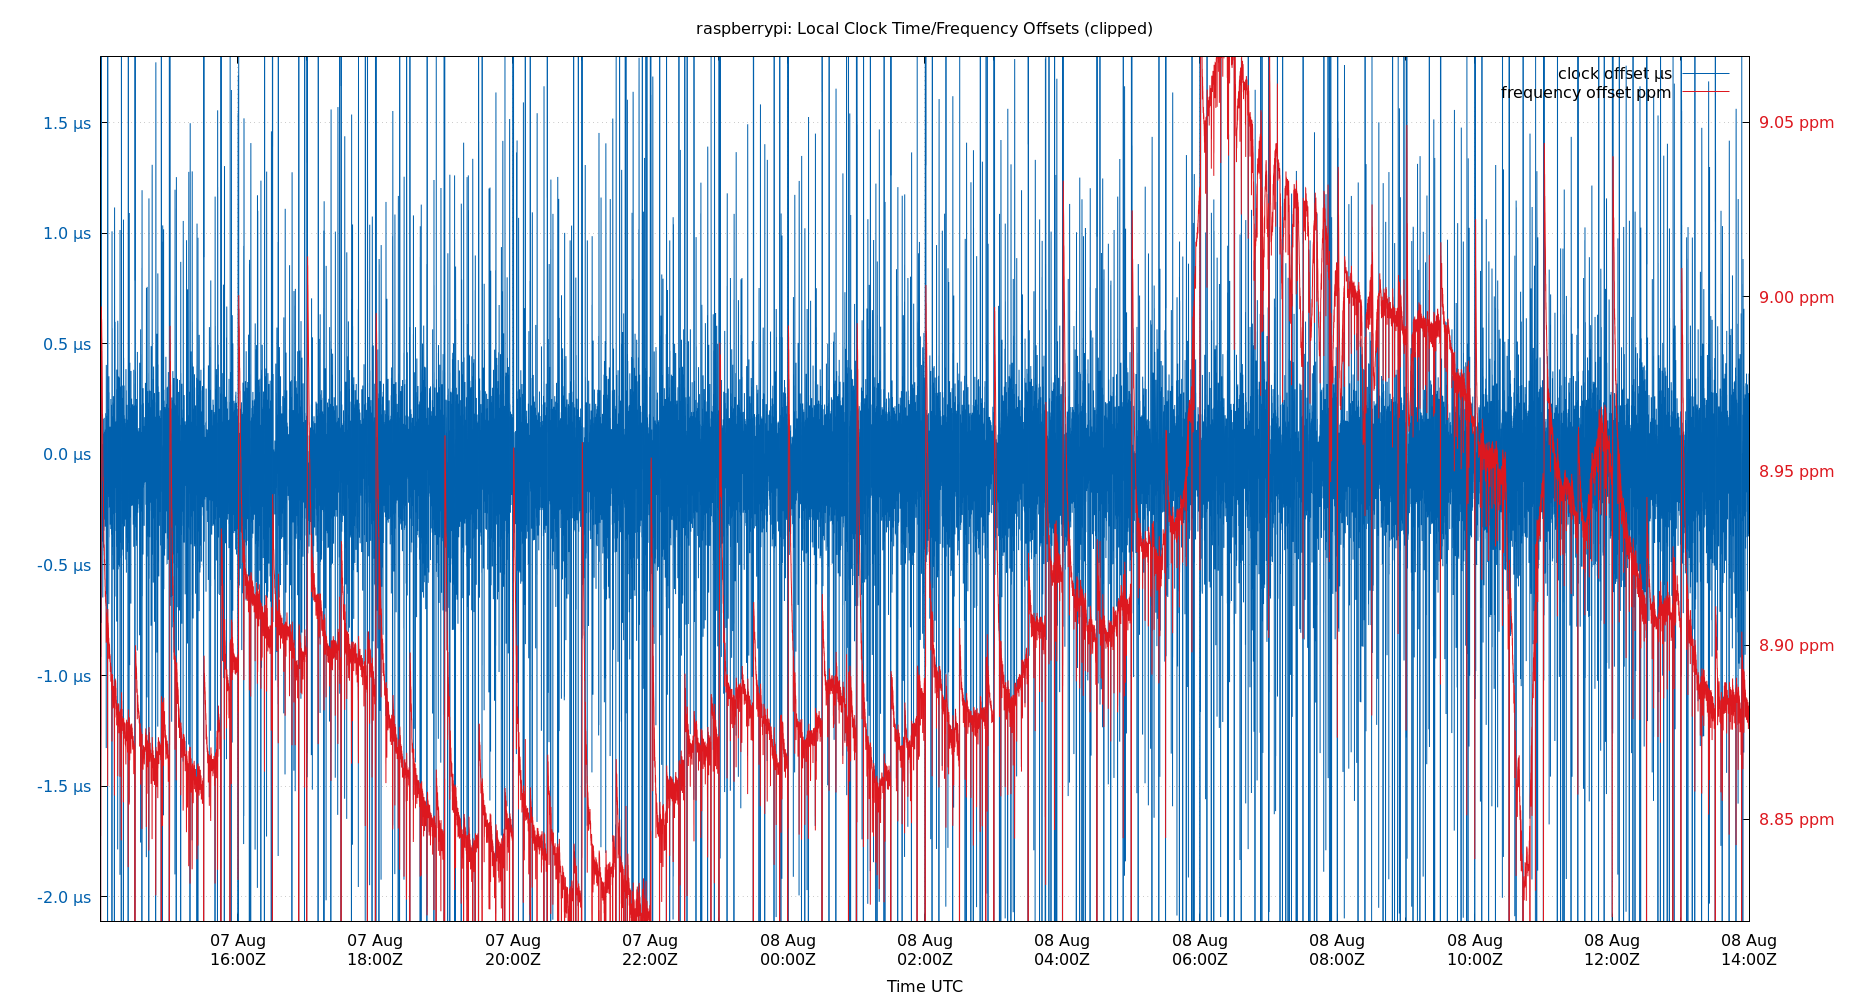 raspberrypi: Local Clock Time/Frequency Offsets (clipped)
clock offset µs
frequency offset ppm
1.5 µs
1.0 µs
0.5 µs
0.0 µs
-0.5 µs
-1.0 µs
-1.5 µs
-2.0 µs
9.05 ppm
9.00 ppm
8.95 ppm
8.90 ppm
8.85 ppm
07 Aug 07 Aug 07 Aug 07 Aug 08 Aug 08 Aug 08 Aug 08 Aug 08 Aug 08 Aug 08 Aug 08 Aug
16:00Z 18:00Z 20:00Z 22:00Z 00:00Z 02:00Z 04:00Z 06:00Z 08:00Z 10:00Z 12:00Z 14:00Z
Time UTC